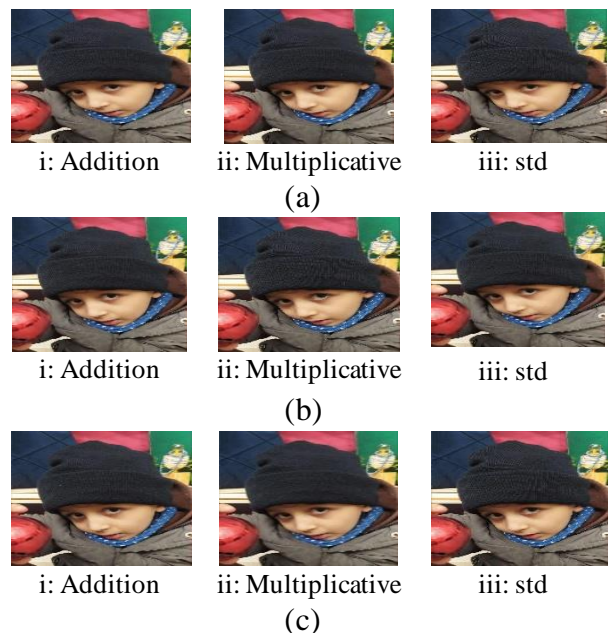 i: Addition ii: Multiplicative iii: std
(a)
i: Addition ii: Multiplicative iii: std
(b)
i: Addition ii: Multiplicative iii: std
(c)